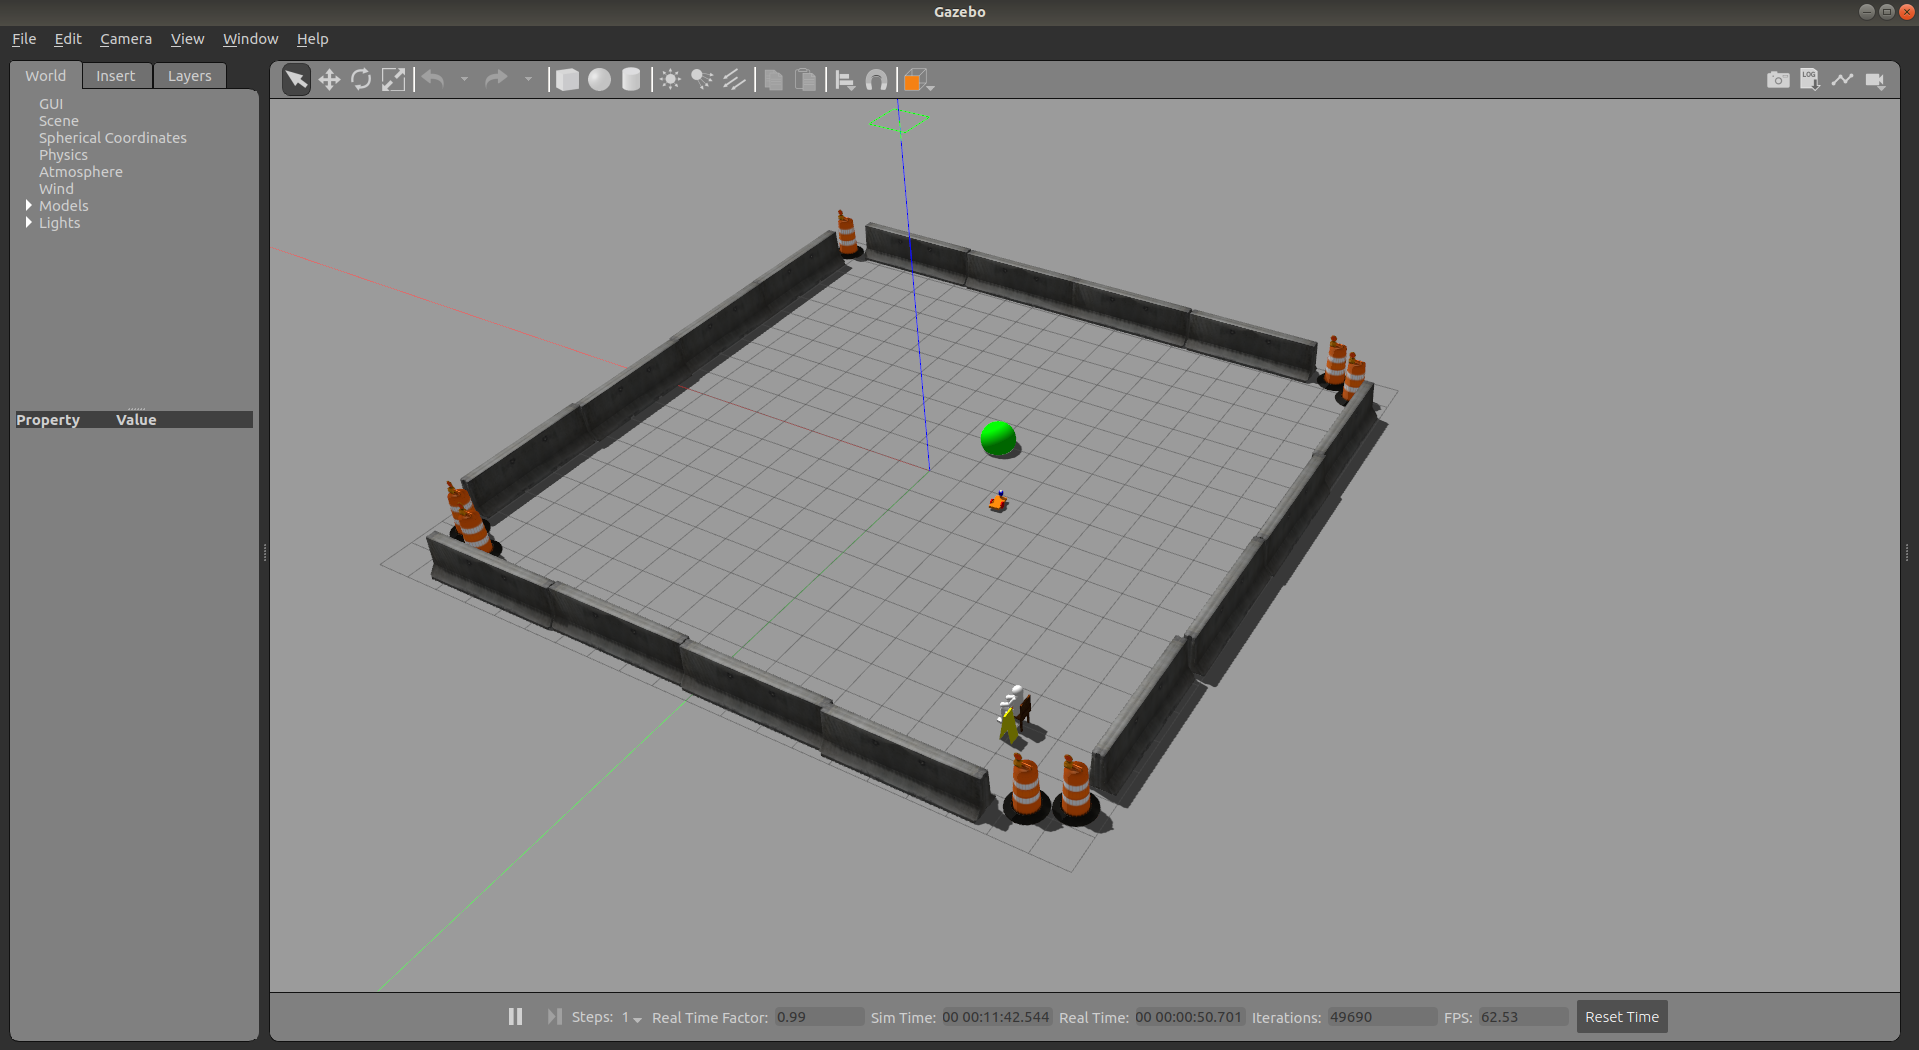 Gazebo
File Edit Camera View Window Help
World Insert Layers
LOG
GUI
Scene
Spherical Coordinates
Physics
Atmosphere
Wind
Models
Lights
Property Value
Steps: 1 Real Time Factor: 0.99 Sim Time: 00 00:11:42.544 Real Time: 00 00:00:50.701 Iterations: 49690 FPS: 62.53 Reset Time